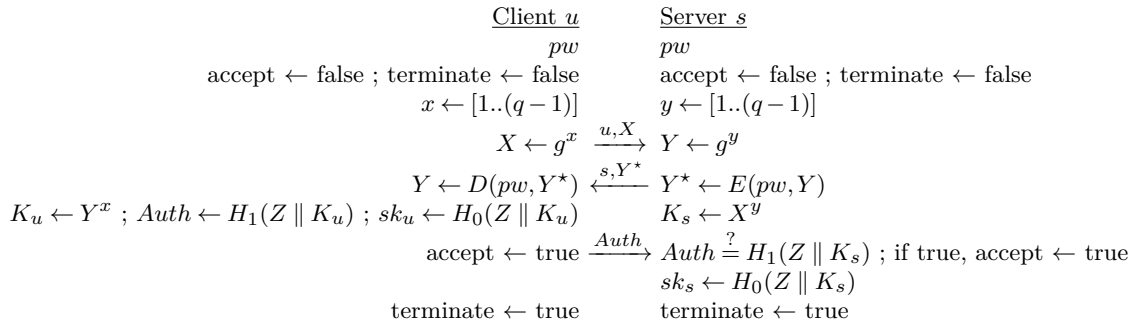 Client u Server s
pw pw
accept ← false ; terminate ← false accept ← false ; terminate ← false
x ← [1..(q − 1)] y ← [1..(q − 1)]
X ← g^x —u,X→ Y ← g^y
Y ← D(pw, Y^⋆) ←s,Y^⋆— Y^⋆ ← E(pw, Y)
K_u ← Y^x ; Auth ← H_1(Z ∥ K_u) ; sk_u ← H_0(Z ∥ K_u) K_s ← X^y
accept ← true —Auth→ Auth ≟ H_1(Z ∥ K_s) ; if true, accept ← true
sk_s ← H_0(Z ∥ K_s)
terminate ← true terminate ← true